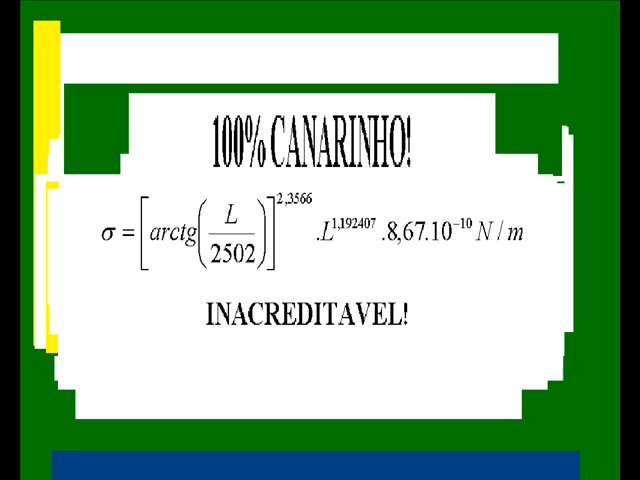 100% CANARINHO!
σ = [arctg(L/2502)]^2,3566 .L^1,192407 .8,67.10^−10 N / m
INACREDITAVEL!